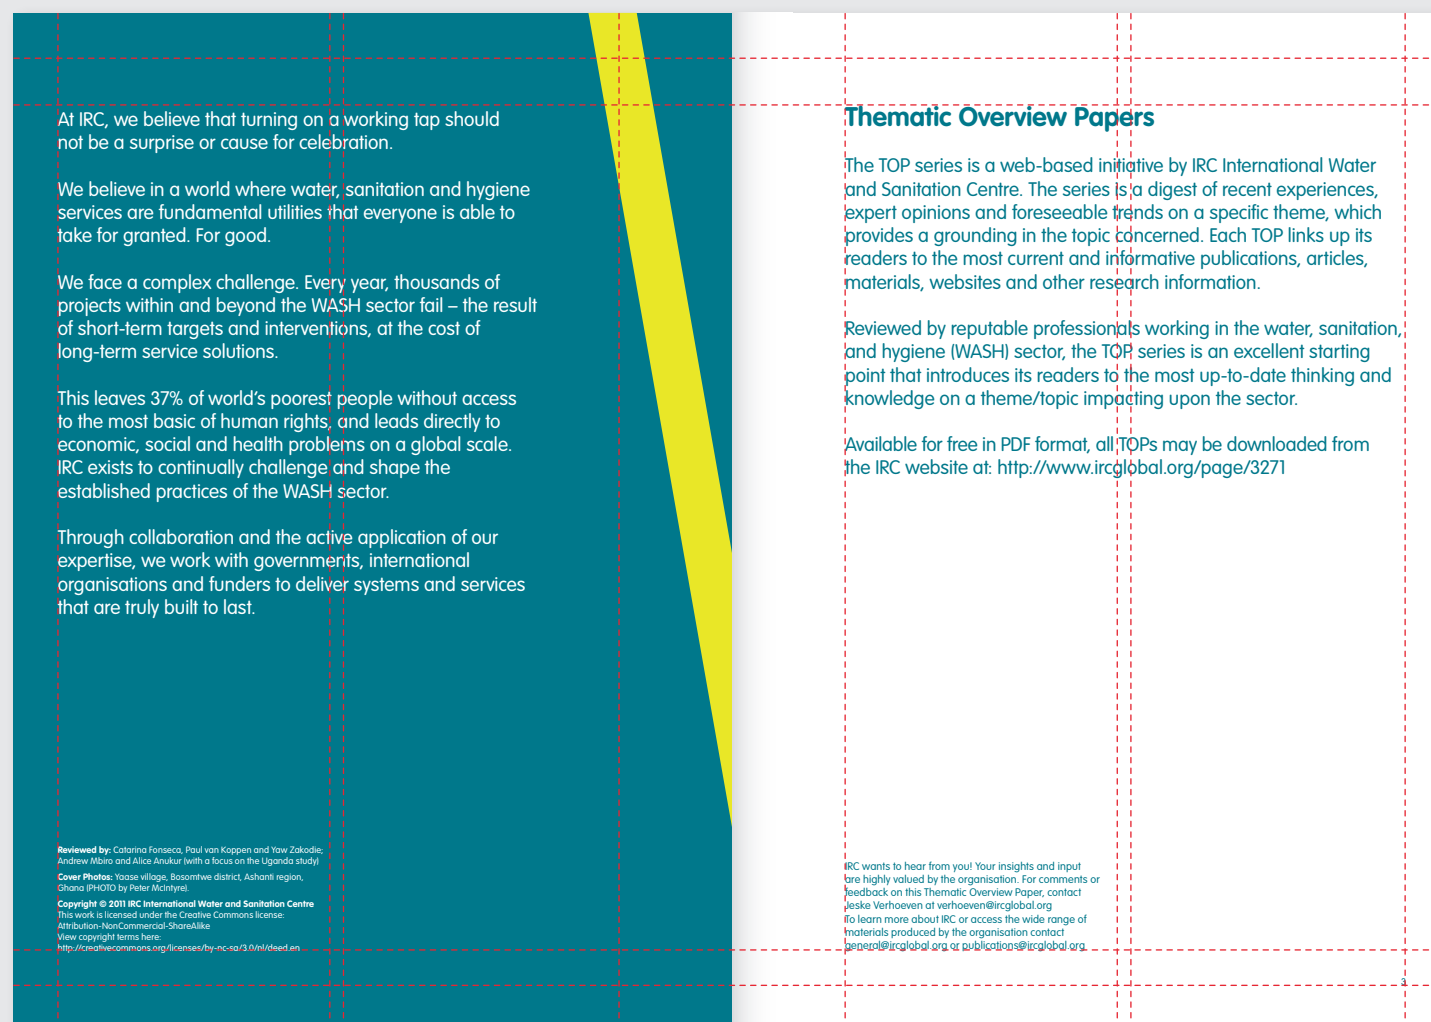 At IRC, we believe that turning on a working tap should
not be a surprise or cause for celebration.
We believe in a world where water, sanitation and hygiene
services are fundamental utilities that everyone is able to
take for granted. For good.
We face a complex challenge. Every year, thousands of
projects within and beyond the WASH sector fail – the result
of short-term targets and interventions, at the cost of
long-term service solutions.
This leaves 37% of world’s poorest people without access
to the most basic of human rights, and leads directly to
economic, social and health problems on a global scale.
IRC exists to continually challenge and shape the
established practices of the WASH sector.
Through collaboration and the active application of our
expertise, we work with governments, international
organisations and funders to deliver systems and services
that are truly built to last.
Reviewed by: Catarina Fonseca, Paul van Koppen and Yaw Zakodie;
Andrew Mbiro and Alice Anukur (with a focus on the Uganda study)
Cover Photos: Yaase village, Bosomtwe district, Ashanti region,
Ghana (PHOTO by Peter McIntyre).
Copyright © 2011 IRC International Water and Sanitation Centre
This work is licensed under the Creative Commons license:
Attribution-NonCommercial-ShareAlike
View copyright terms here:
http://creativecommons.org/licenses/by-nc-sa/3.0/nl/deed.en
Thematic Overview Papers
The TOP series is a web-based initiative by IRC International Water
and Sanitation Centre. The series is a digest of recent experiences,
expert opinions and foreseeable trends on a specific theme, which
provides a grounding in the topic concerned. Each TOP links up its
readers to the most current and informative publications, articles,
materials, websites and other research information.
Reviewed by reputable professionals working in the water, sanitation,
and hygiene (WASH) sector, the TOP series is an excellent starting
point that introduces its readers to the most up-to-date thinking and
knowledge on a theme/topic impacting upon the sector.
Available for free in PDF format, all TOPs may be downloaded from
the IRC website at: http://www.ircglobal.org/page/3271
IRC wants to hear from you! Your insights and input
are highly valued by the organisation. For comments or
feedback on this Thematic Overview Paper, contact
Jeske Verhoeven at verhoeven@ircglobal.org
To learn more about IRC or access the wide range of
materials produced by the organisation contact
general@ircglobal.org or publications@ircglobal.org
3